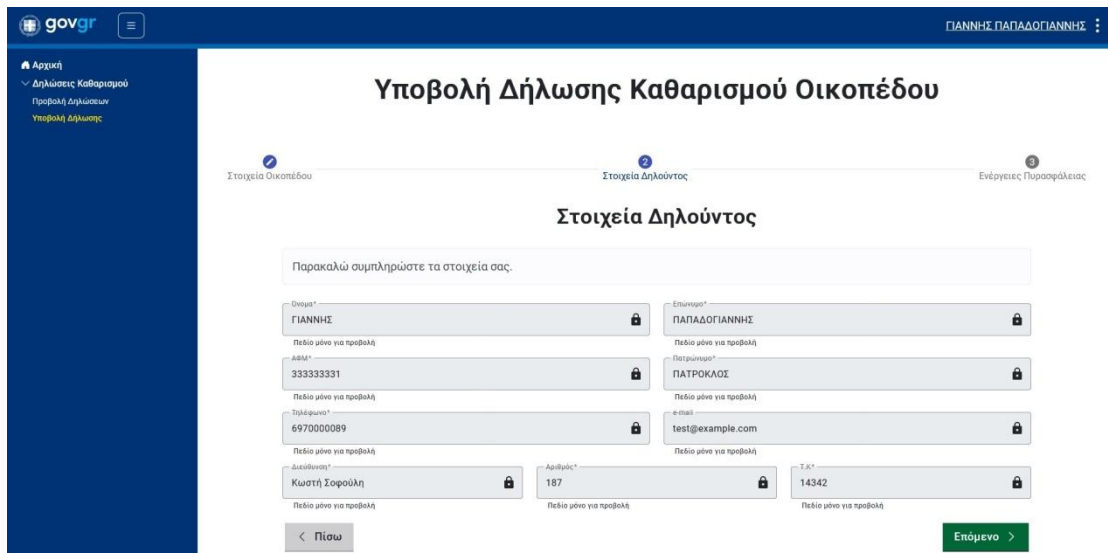 govgr
ΓΙΑΝΝΗΣ ΠΑΠΑΔΟΓΙΑΝΝΗΣ
Αρχική
Δηλώσεις Καθαρισμού
Προβολή Δηλώσεων
Υποβολή Δήλωσης
Υποβολή Δήλωσης Καθαρισμού Οικοπέδου
2
3
Στοιχεία Οικοπέδου
Στοιχεία Δηλούντος
Ενέργειες Πυρασφάλειας
Στοιχεία Δηλούντος
Παρακαλώ συμπληρώστε τα στοιχεία σας.
Όνομα*
ΓΙΑΝΝΗΣ
Πεδίο μόνο για προβολή
Επώνυμο*
ΠΑΠΑΔΟΓΙΑΝΝΗΣ
Πεδίο μόνο για προβολή
ΑΦΜ*
333333331
Πεδίο μόνο για προβολή
Πατρώνυμο*
ΠΑΤΡΟΚΛΟΣ
Πεδίο μόνο για προβολή
Τηλέφωνο*
6970000089
Πεδίο μόνο για προβολή
e-mail
test@example.com
Πεδίο μόνο για προβολή
Διεύθυνση*
Κωστή Σοφούλη
Πεδίο μόνο για προβολή
Αριθμός*
187
Πεδίο μόνο για προβολή
Τ.Κ*
14342
Πεδίο μόνο για προβολή
Πίσω
Επόμενο